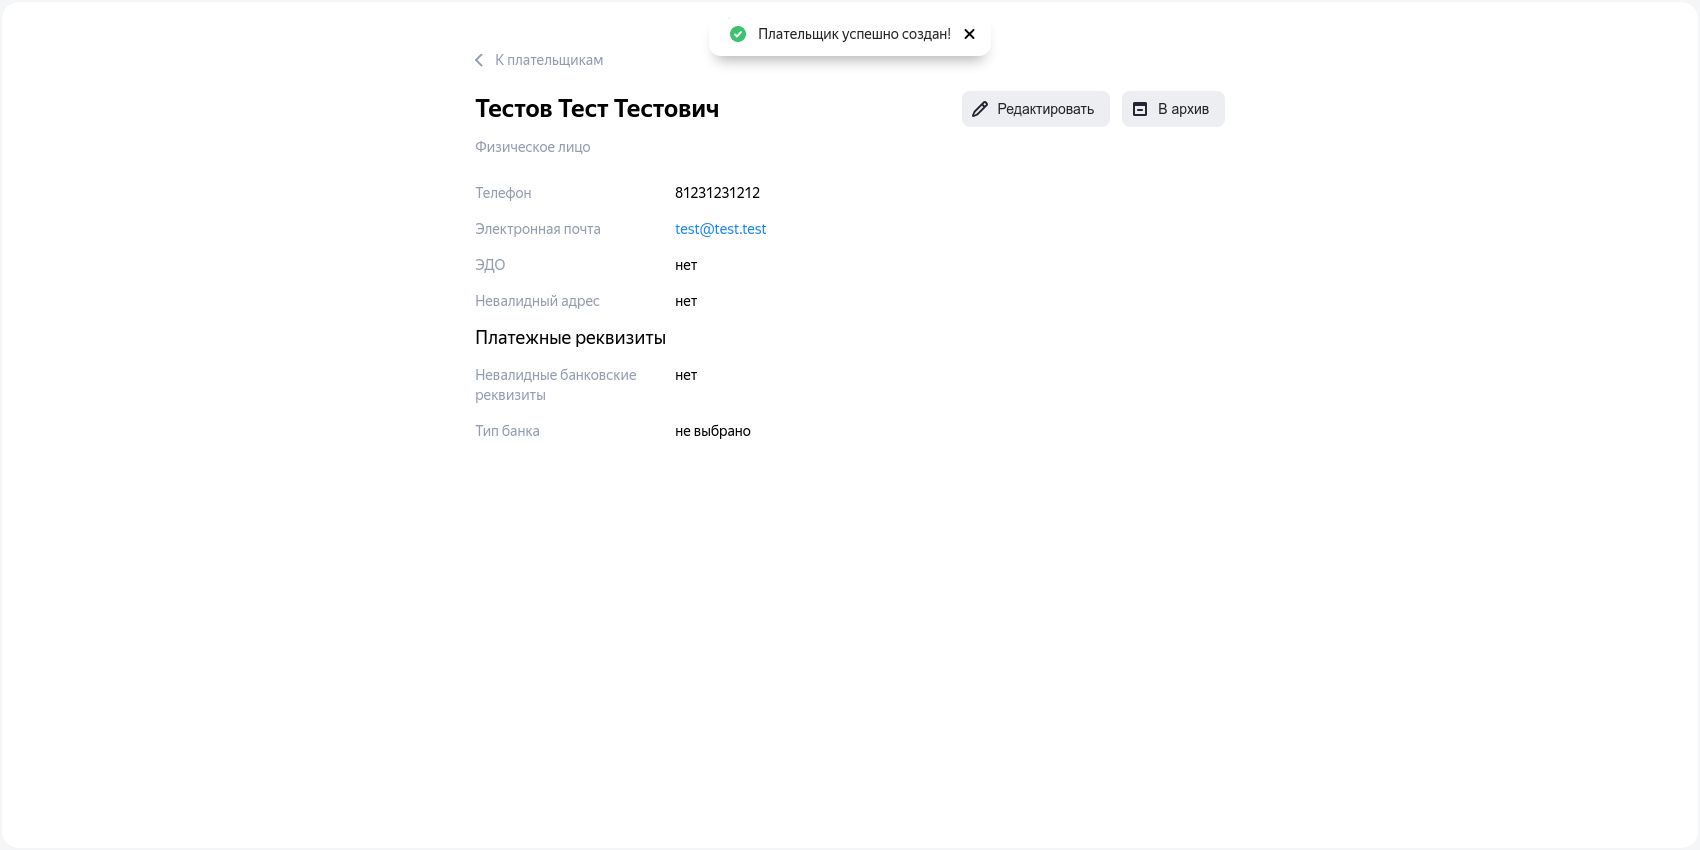 Плательщик успешно создан!
К плательщикам
Тестов Тест Тестович
Редактировать
В архив
Физическое лицо
Телефон 81231231212
Электронная почта test@test.test
ЭДО нет
Невалидный адрес нет
Платежные реквизиты
Невалидные банковские нет
реквизиты
Тип банка не выбрано